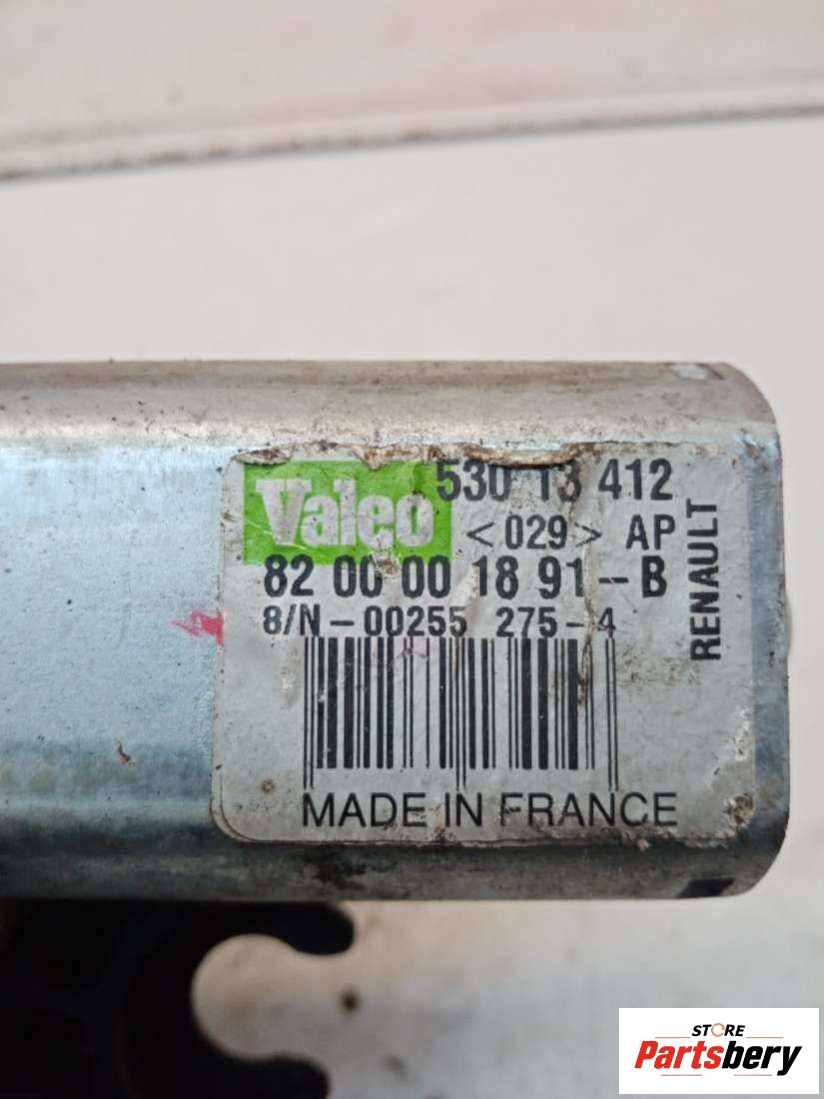 Valeo
530 13 412
<029> AP
82 00 00 18 91-B
8/N-00255 275-4
RENAULT
MADE IN FRANCE
STORE
Partsbery